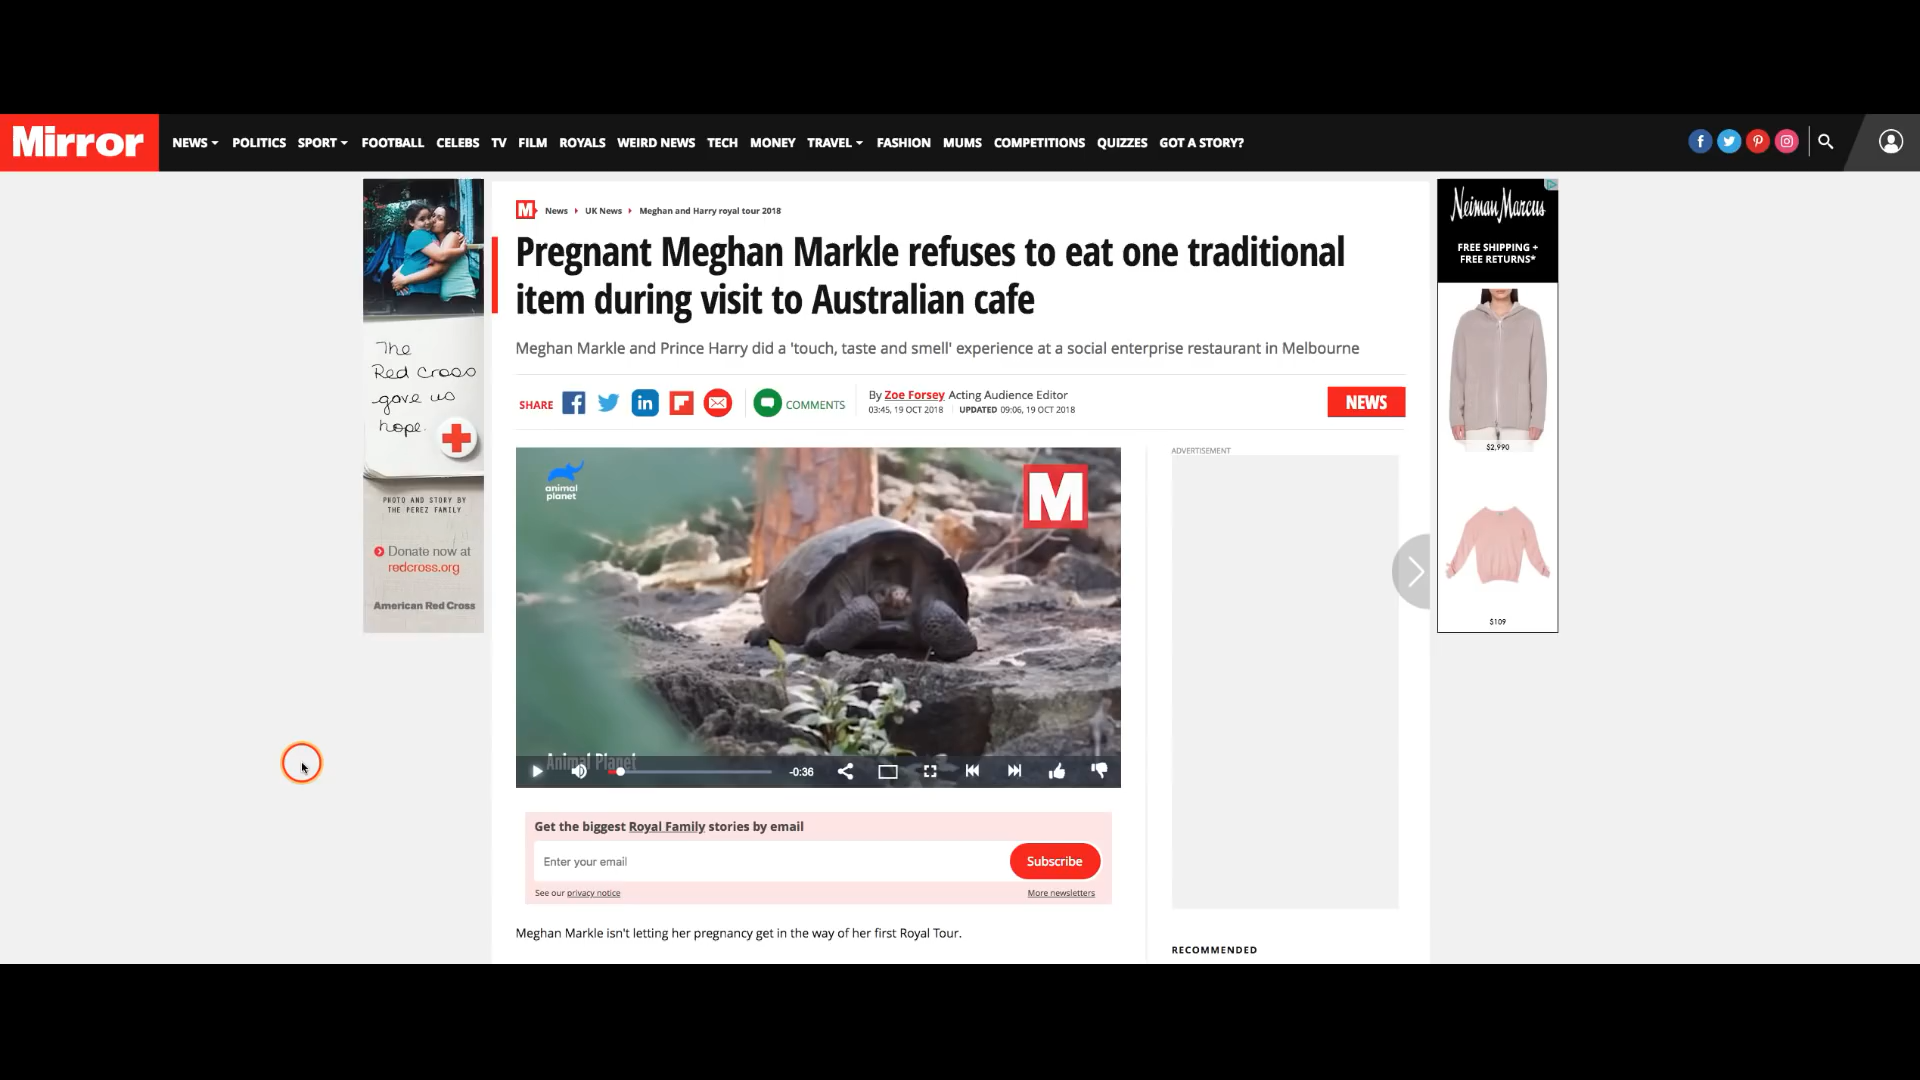 Mirror
NEWS POLITICS SPORT FOOTBALL CELEBS TV FILM ROYALS WEIRD NEWS TECH MONEY TRAVEL FASHION MUMS COMPETITIONS QUIZZES GOT A STORY?
M News UK News Meghan and Harry royal tour 2018
Pregnant Meghan Markle refuses to eat one traditional
item during visit to Australian cafe
Meghan Markle and Prince Harry did a 'touch, taste and smell' experience at a social enterprise restaurant in Melbourne
SHARE
COMMENTS
By Zoe Forsey Acting Audience Editor
03:45, 19 OCT 2018 UPDATED 09:06, 19 OCT 2018
NEWS
The
Red Cross
gave us
hope.
PHOTO AND STORY BY
THE PEREZ FAMILY
Donate now at
redcross.org
American Red Cross
animal
planet
M
Animal Planet
-0:36
Get the biggest Royal Family stories by email
Enter your email
Subscribe
See our privacy notice
More newsletters
Meghan Markle isn't letting her pregnancy get in the way of her first Royal Tour.
ADVERTISEMENT
RECOMMENDED
Neiman Marcus
FREE SHIPPING +
FREE RETURNS*
$2,990
$109